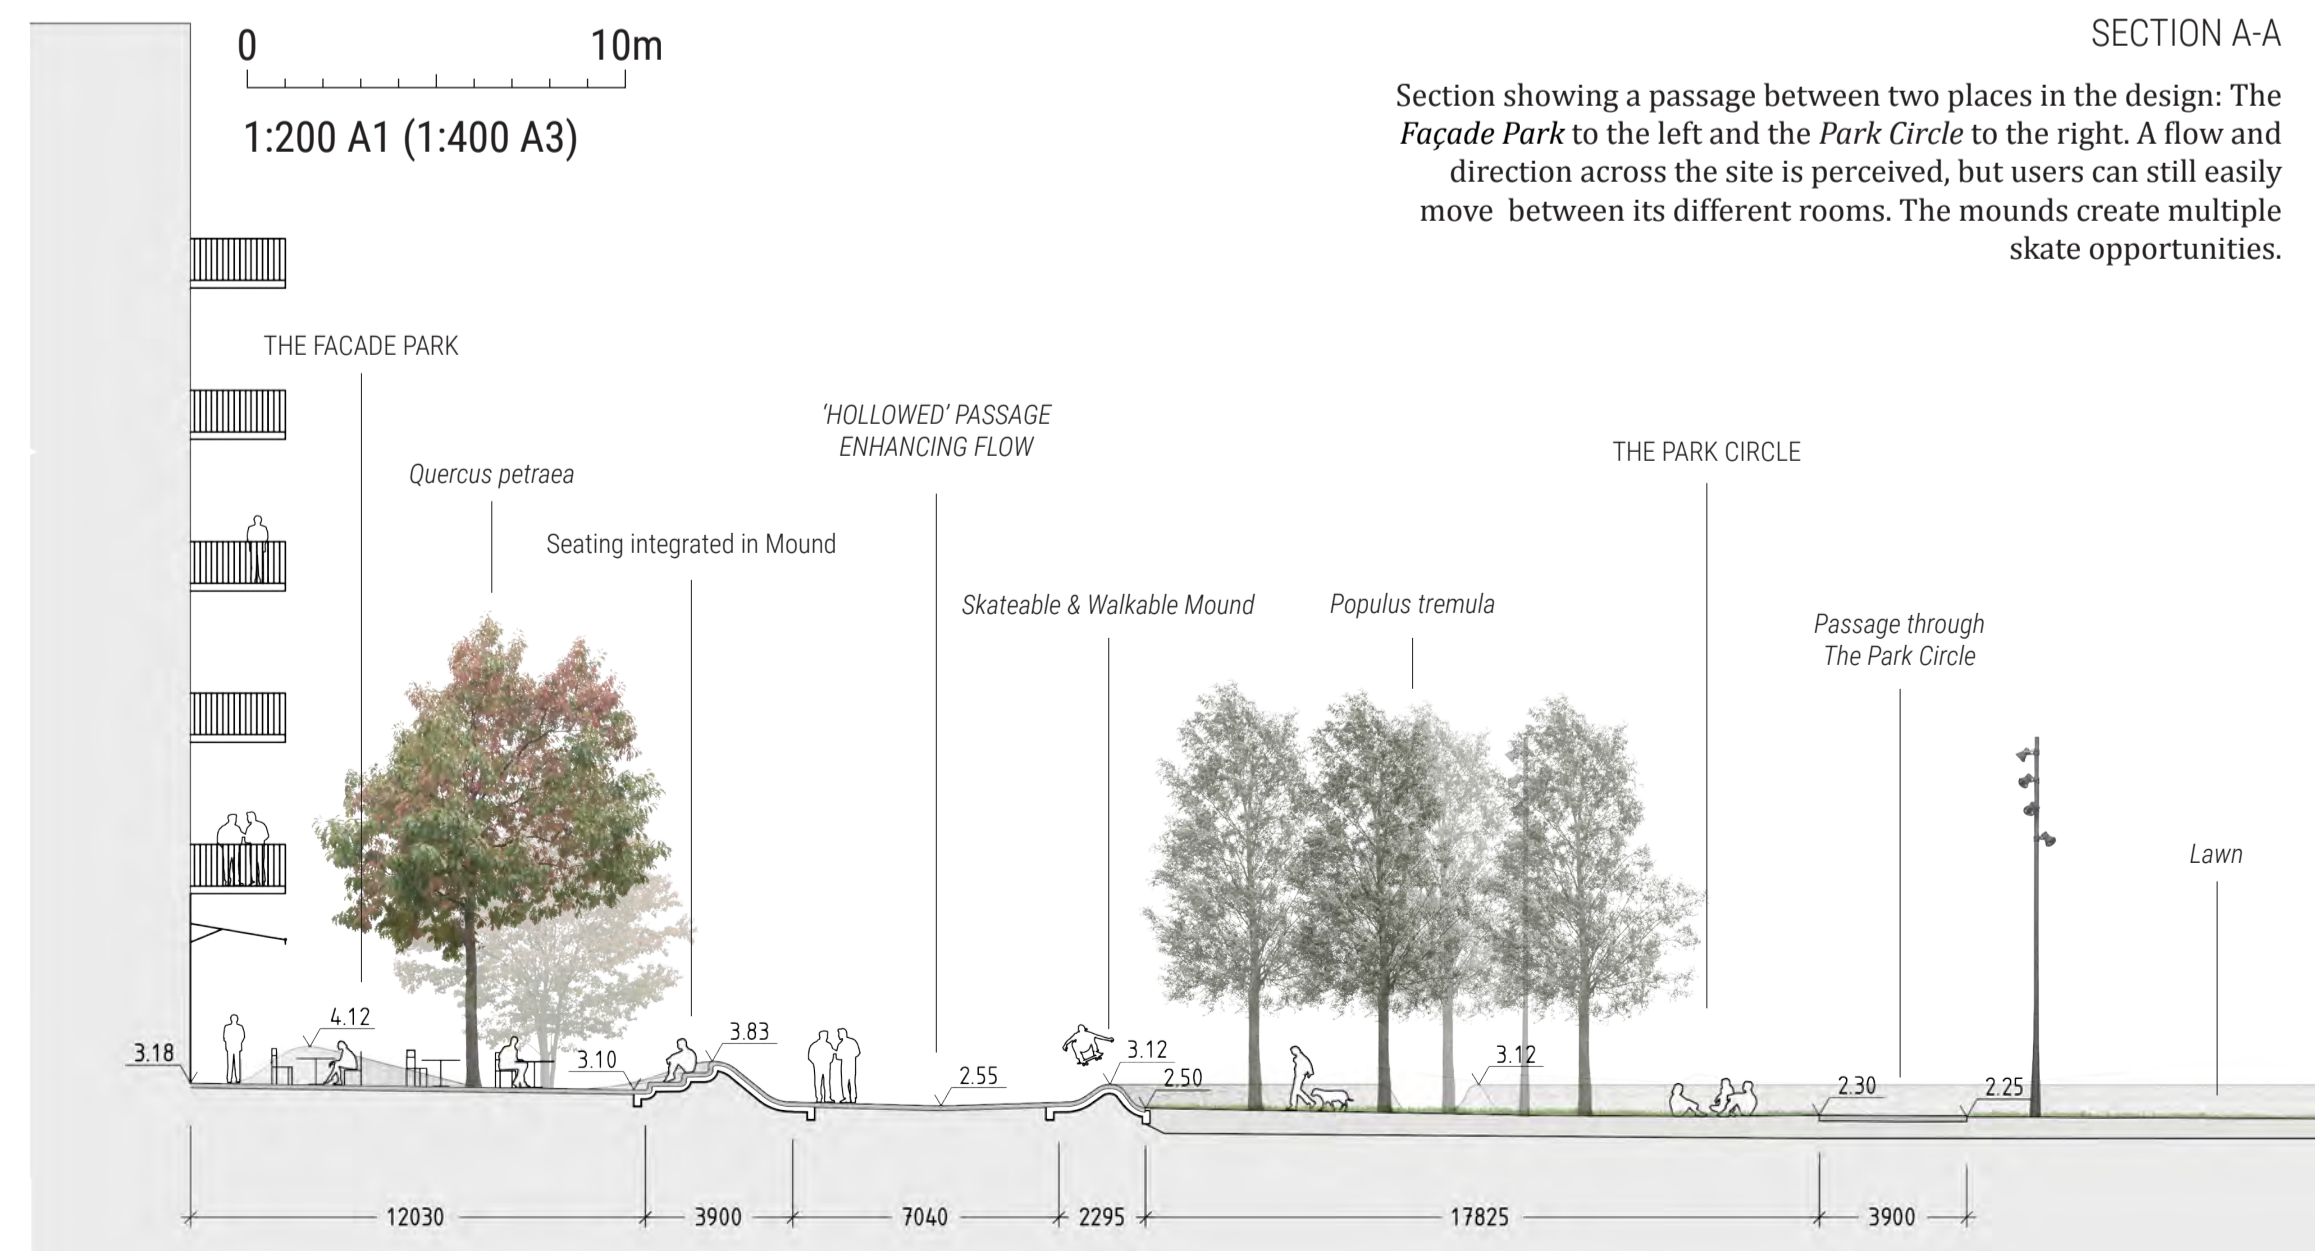 0 10m
1:200 A1 (1:400 A3)
SECTION A-A
Section showing a passage between two places in the design: The
Façade Park to the left and the Park Circle to the right. A flow and
direction across the site is perceived, but users can still easily
move between its different rooms. The mounds create multiple
skate opportunities.
THE FACADE PARK
Quercus petraea
Seating integrated in Mound
'HOLLOWED' PASSAGE
ENHANCING FLOW
Skateable & Walkable Mound
Populus tremula
THE PARK CIRCLE
Passage through
The Park Circle
Lawn
3.18
4.12
3.10
3.83
2.55
3.12
2.50
3.12
2.30
2.25
12030
3900
7040
2295
17825
3900